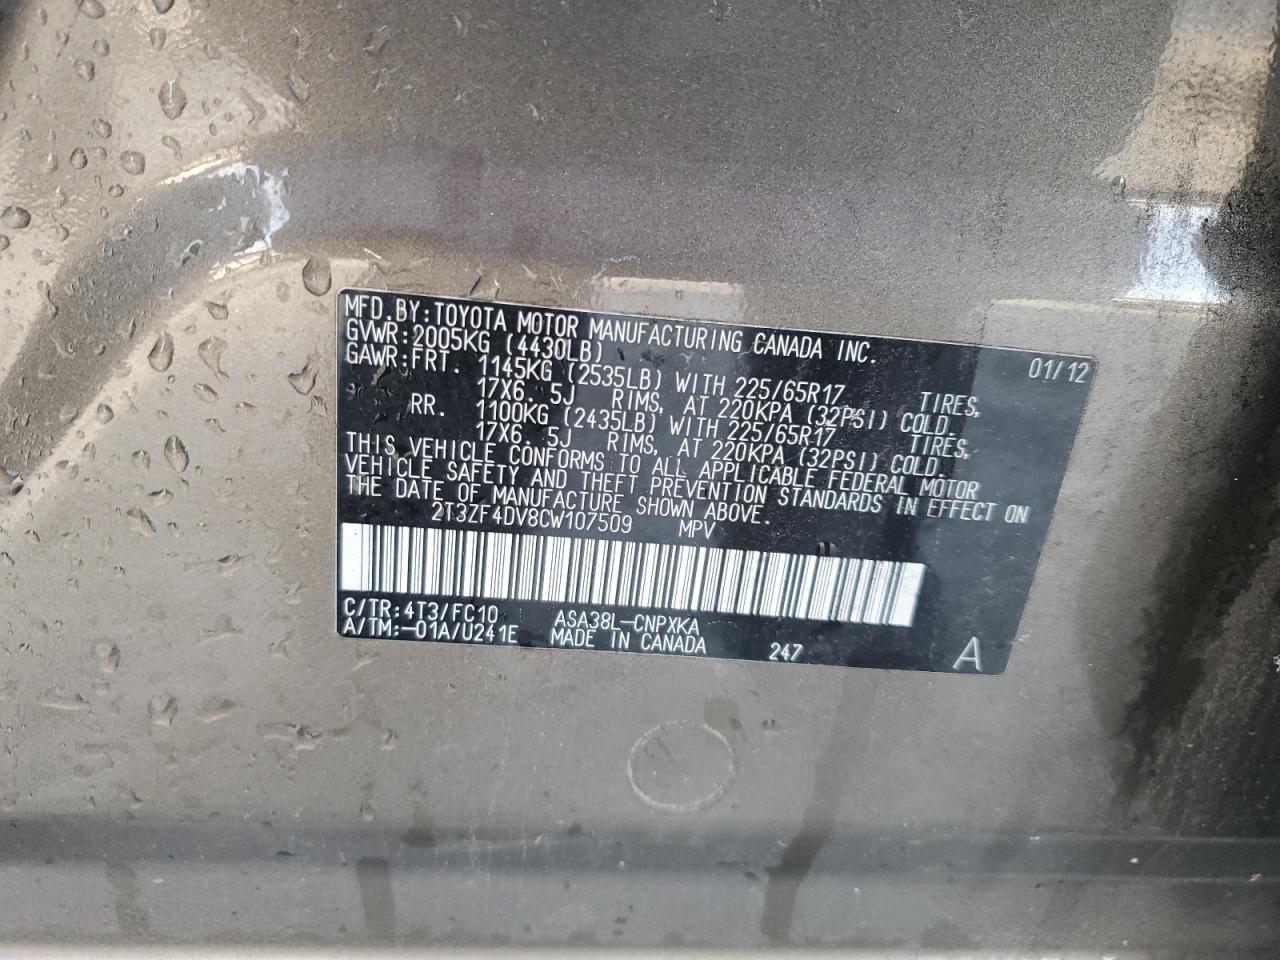 MFD. BY: TOYOTA MOTOR MANUFACTURING CANADA INC. 01/12
GVWR: 2005KG (4430LB)
GAWR: FRT. 1145KG (2535LB) WITH 225/65R17 TIRES,
17X6. 5J RIMS, AT 220KPA (32PSI) COLD.
RR. 1100KG (2435LB) WITH 225/65R17 TIRES,
17X6. 5J RIMS, AT 220KPA (32PSI) COLD.
THIS VEHICLE CONFORMS TO ALL APPLICABLE FEDERAL MOTOR
VEHICLE SAFETY AND THEFT PREVENTION STANDARDS IN EFFECT ON
THE DATE OF MANUFACTURE SHOWN ABOVE.
2T3ZF4DV8CW107509 MPV
C/TR: 4T3/FC10 ASA38L-CNPXKA
A/TM: -01A/U241E MADE IN CANADA 247 A